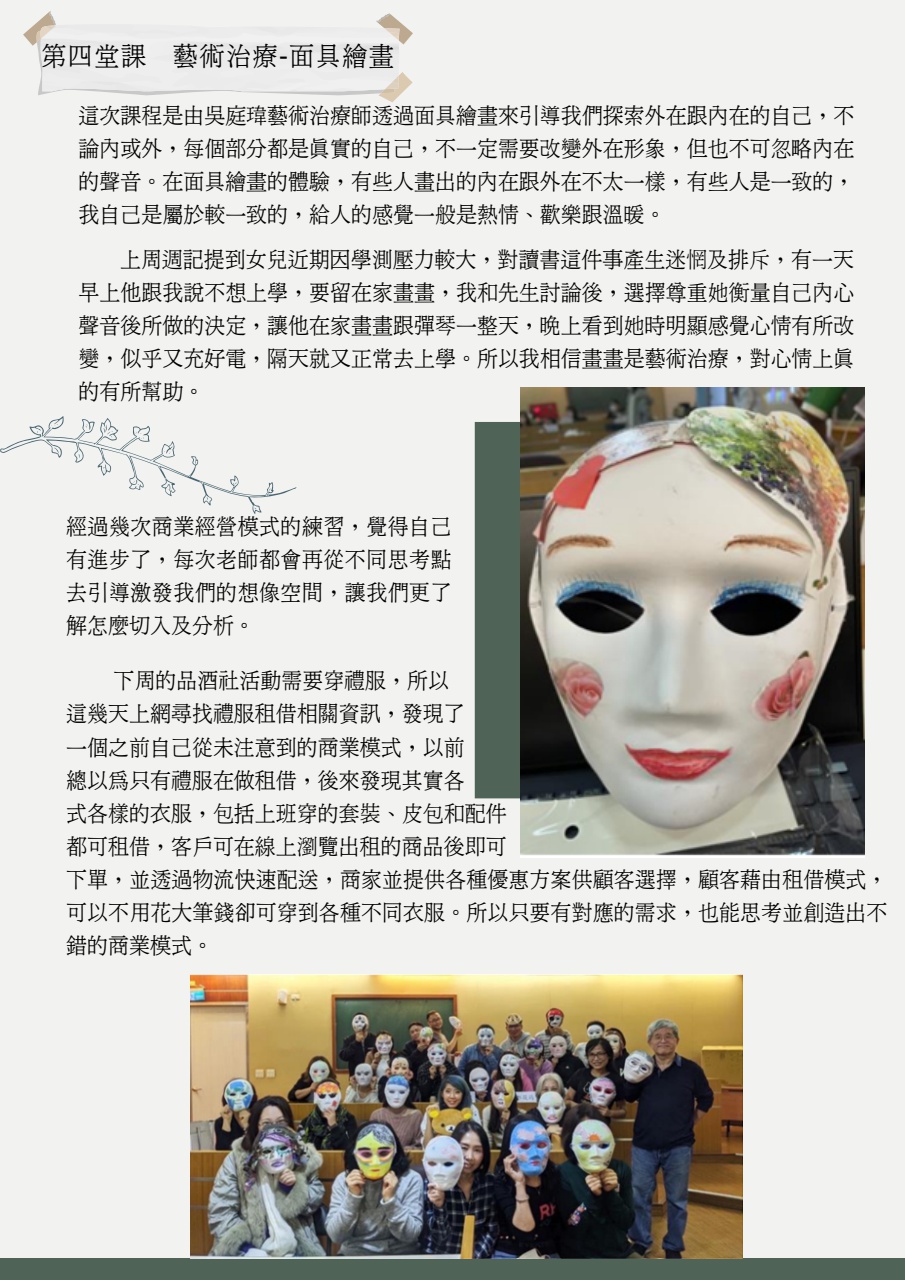 第四堂課　藝術治療-面具繪畫
這次課程是由吳庭瑋藝術治療師透過面具繪畫來引導我們探索外在跟內在的自己，不
論內或外，每個部分都是真實的自己，不一定需要改變外在形象，但也不可忽略內在
的聲音。在面具繪畫的體驗，有些人畫出的內在跟外在不太一樣，有些人是一致的，
我自己是屬於較一致的，給人的感覺一般是熱情、歡樂跟溫暖。
上周週記提到女兒近期因學測壓力較大，對讀書這件事產生迷惘及排斥，有一天
早上他跟我說不想上學，要留在家畫畫，我和先生討論後，選擇尊重她衡量自己內心
聲音後所做的決定，讓他在家畫畫跟彈琴一整天，晚上看到她時明顯感覺心情有所改
變，似乎又充好電，隔天就又正常去上學。所以我相信畫畫是藝術治療，對心情上真
的有所幫助。
經過幾次商業經營模式的練習，覺得自己
有進步了，每次老師都會再從不同思考點
去引導激發我們的想像空間，讓我們更了
解怎麼切入及分析。
下周的品酒社活動需要穿禮服，所以
這幾天上網尋找禮服租借相關資訊，發現了
一個之前自己從未注意到的商業模式，以前
總以為只有禮服在做租借，後來發現其實各
式各樣的衣服，包括上班穿的套裝、皮包和配件
都可租借，客戶可在線上瀏覽出租的商品後即可
下單，並透過物流快速配送，商家並提供各種優惠方案供顧客選擇，顧客藉由租借模式，
可以不用花大筆錢卻可穿到各種不同衣服。所以只要有對應的需求，也能思考並創造出不
錯的商業模式。